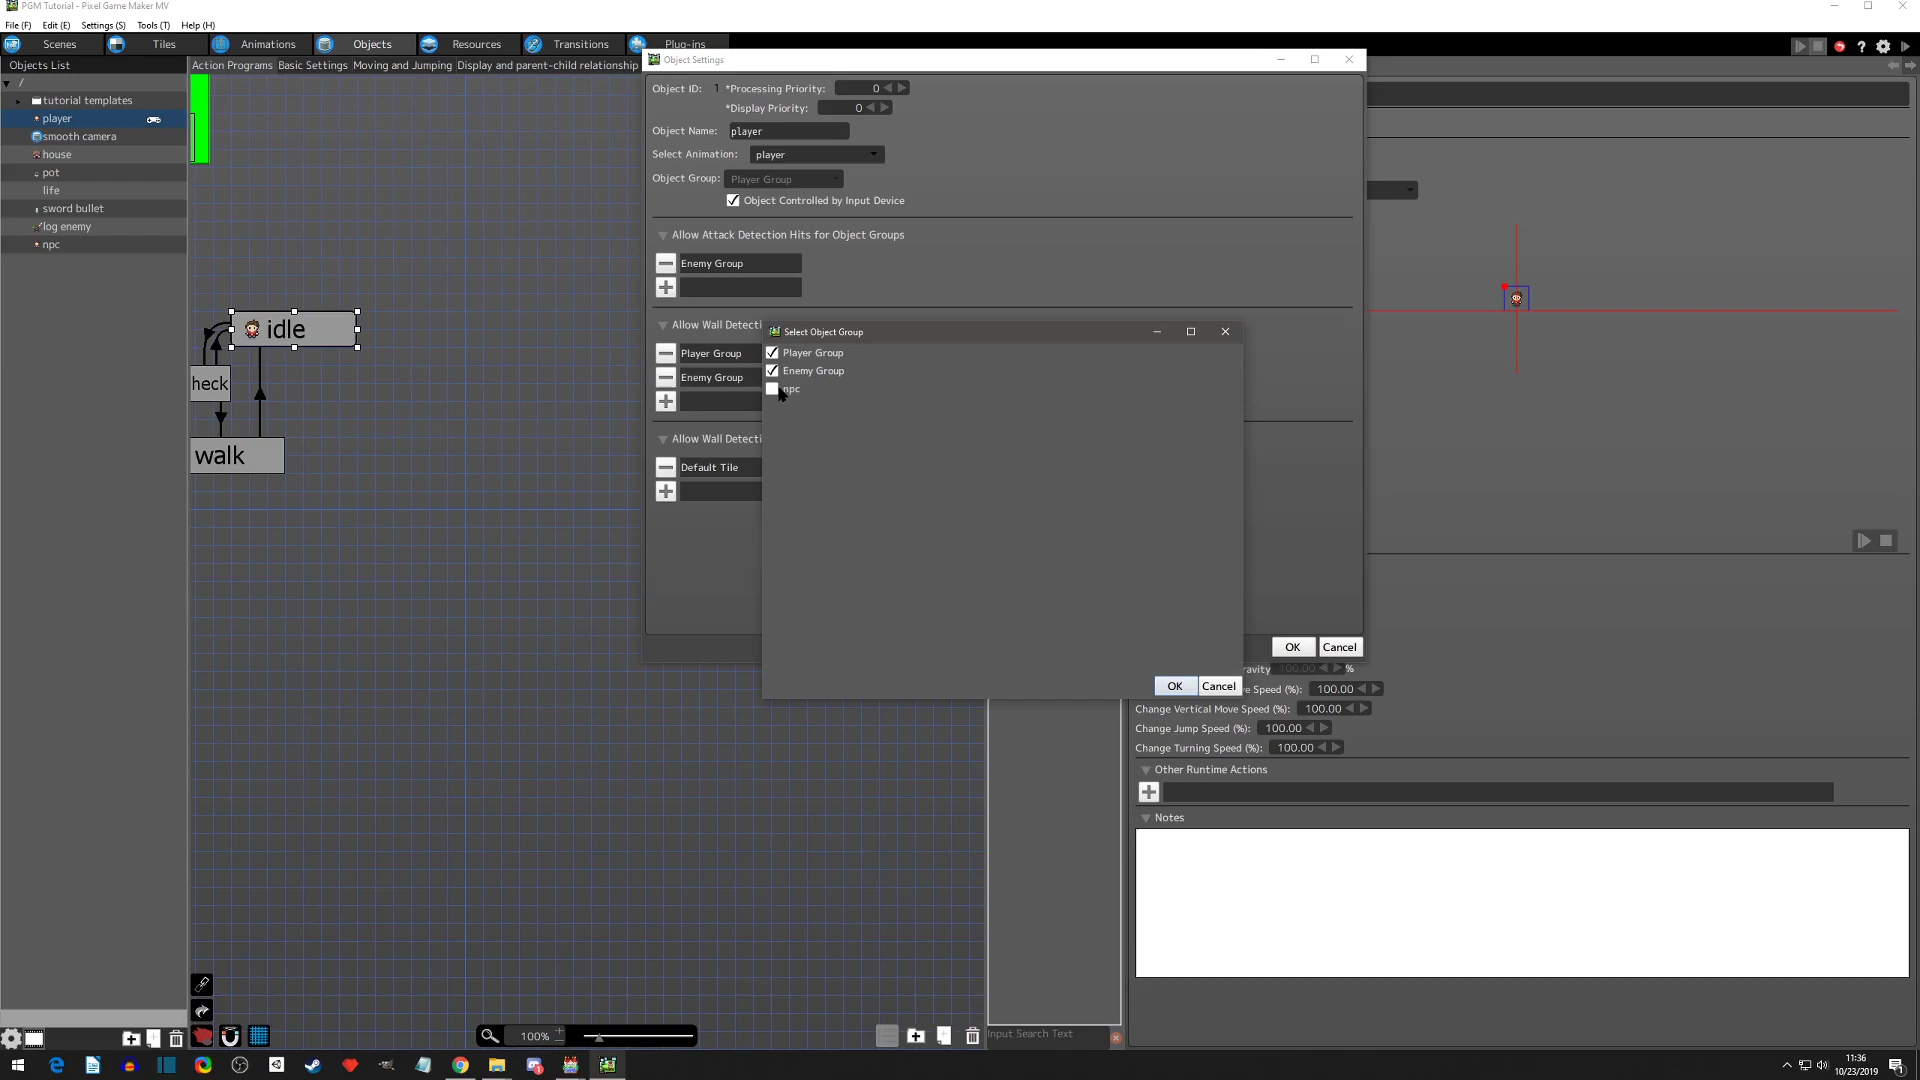 PGM Tutorial - Pixel Game Maker MV
File (F) Edit (E) Settings (S) Tools (T) Help (H)
Scenes Tiles Animations Objects Resources Transitions Plug-ins
Objects List
Action Programs Basic Settings Moving and Jumping Display and parent-child relationship
/
tutorial templates
player
smooth camera
house
pot
life
sword bullet
log enemy
npc
idle
heck
walk
Object Settings
Object ID: 1 *Processing Priority: 0
*Display Priority: 0
Object Name: player
Select Animation: player
Object Group: Player Group
Object Controlled by Input Device
Allow Attack Detection Hits for Object Groups
Enemy Group
Allow Wall Detecti
Player Group
Enemy Group
Allow Wall Detecti
Default Tile
OK Cancel
Select Object Group
Player Group
Enemy Group
npc
OK Cancel
ravity 100.00 %
ve Speed (%): 100.00
Change Vertical Move Speed (%): 100.00
Change Jump Speed (%): 100.00
Change Turning Speed (%): 100.00
Other Runtime Actions
Notes
100%
Input Search Text
11:36
10/23/2019